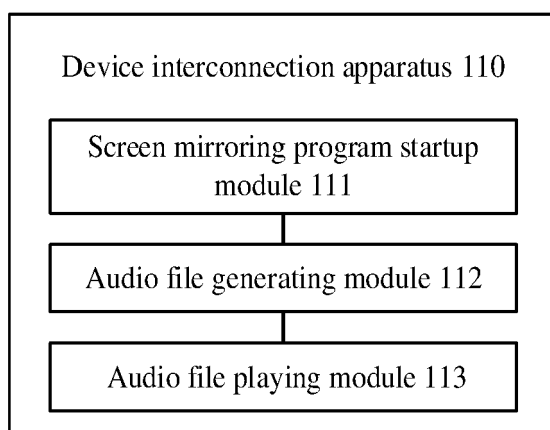 Device interconnection apparatus 110
Screen mirroring program startup
module 111
Audio file generating module 112
Audio file playing module 113